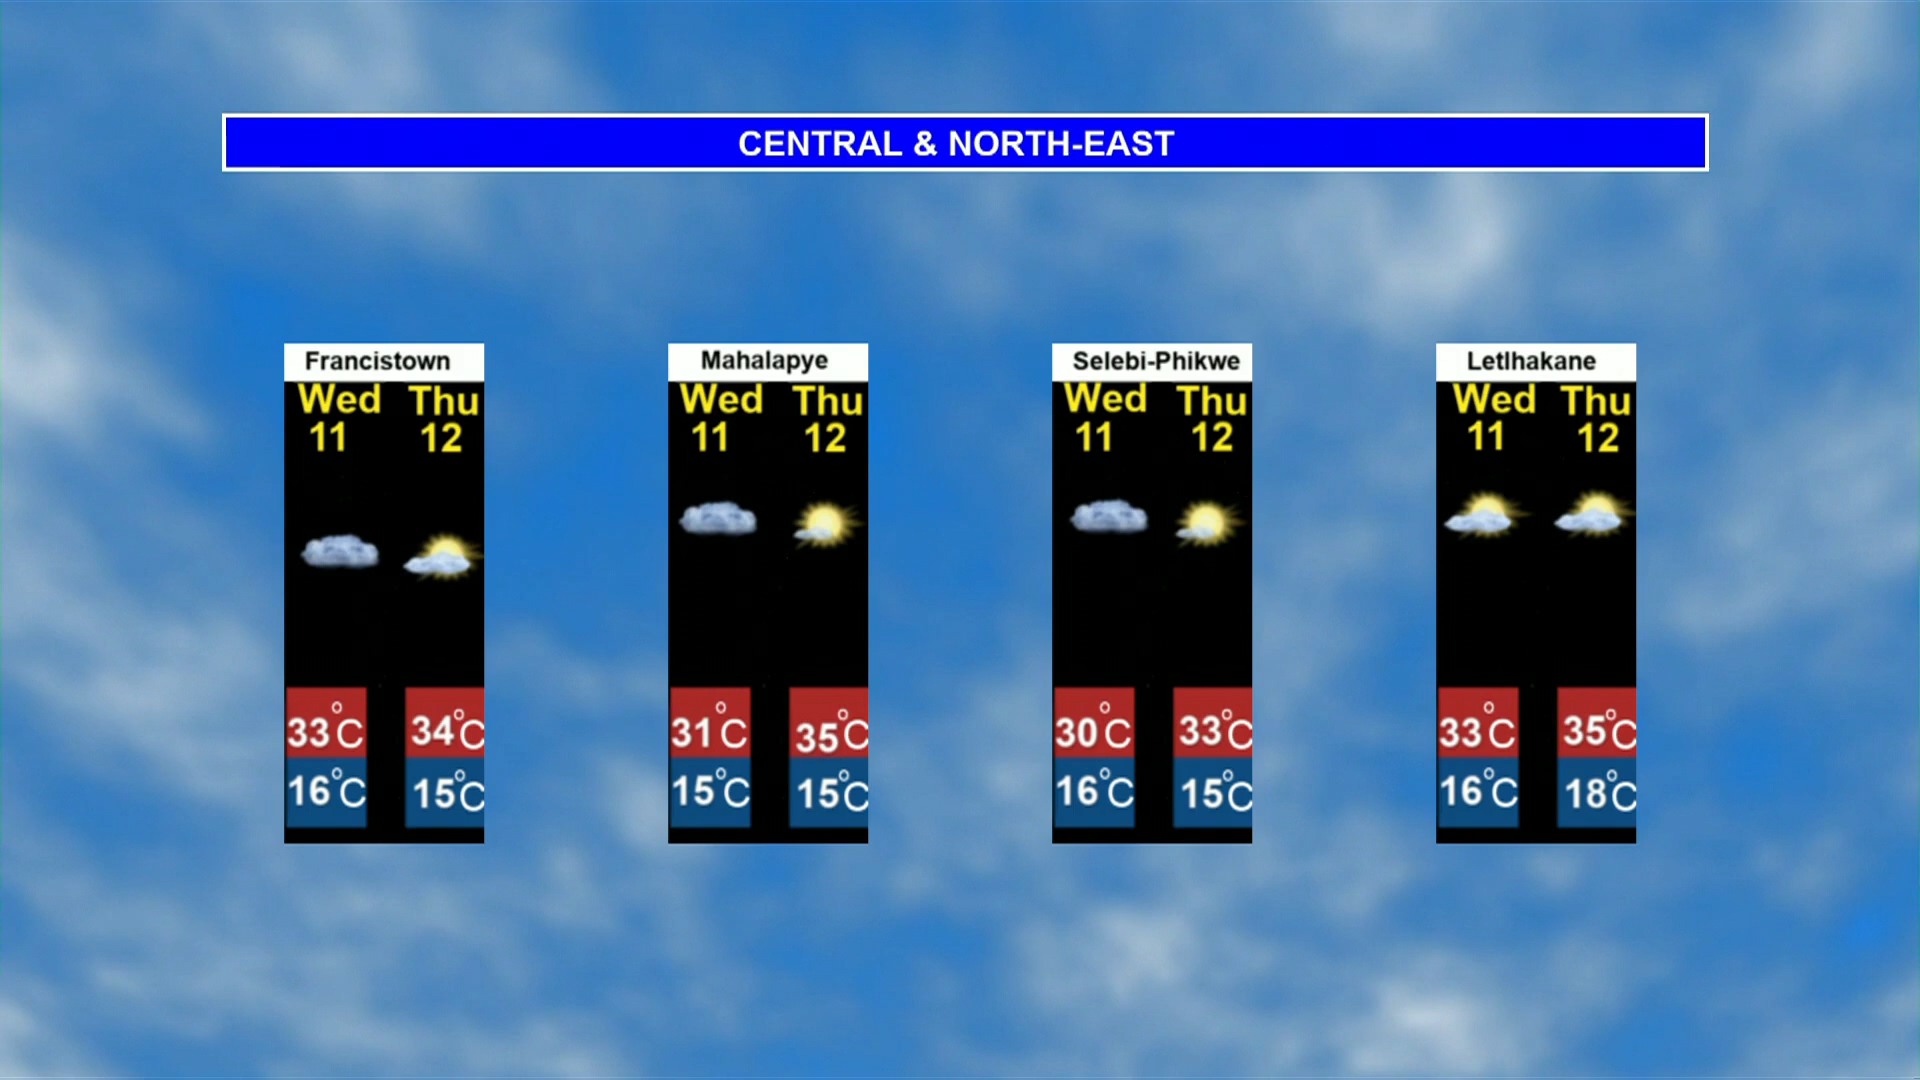 CENTRAL & NORTH-EAST
Francistown
Wed Thu
11 12
33°C 34°C
16°C 15°C
Mahalapye
Wed Thu
11 12
31°C 35°C
15°C 15°C
Selebi-Phikwe
Wed Thu
11 12
30°C 33°C
16°C 15°C
Letlhakane
Wed Thu
11 12
33°C 35°C
16°C 18°C